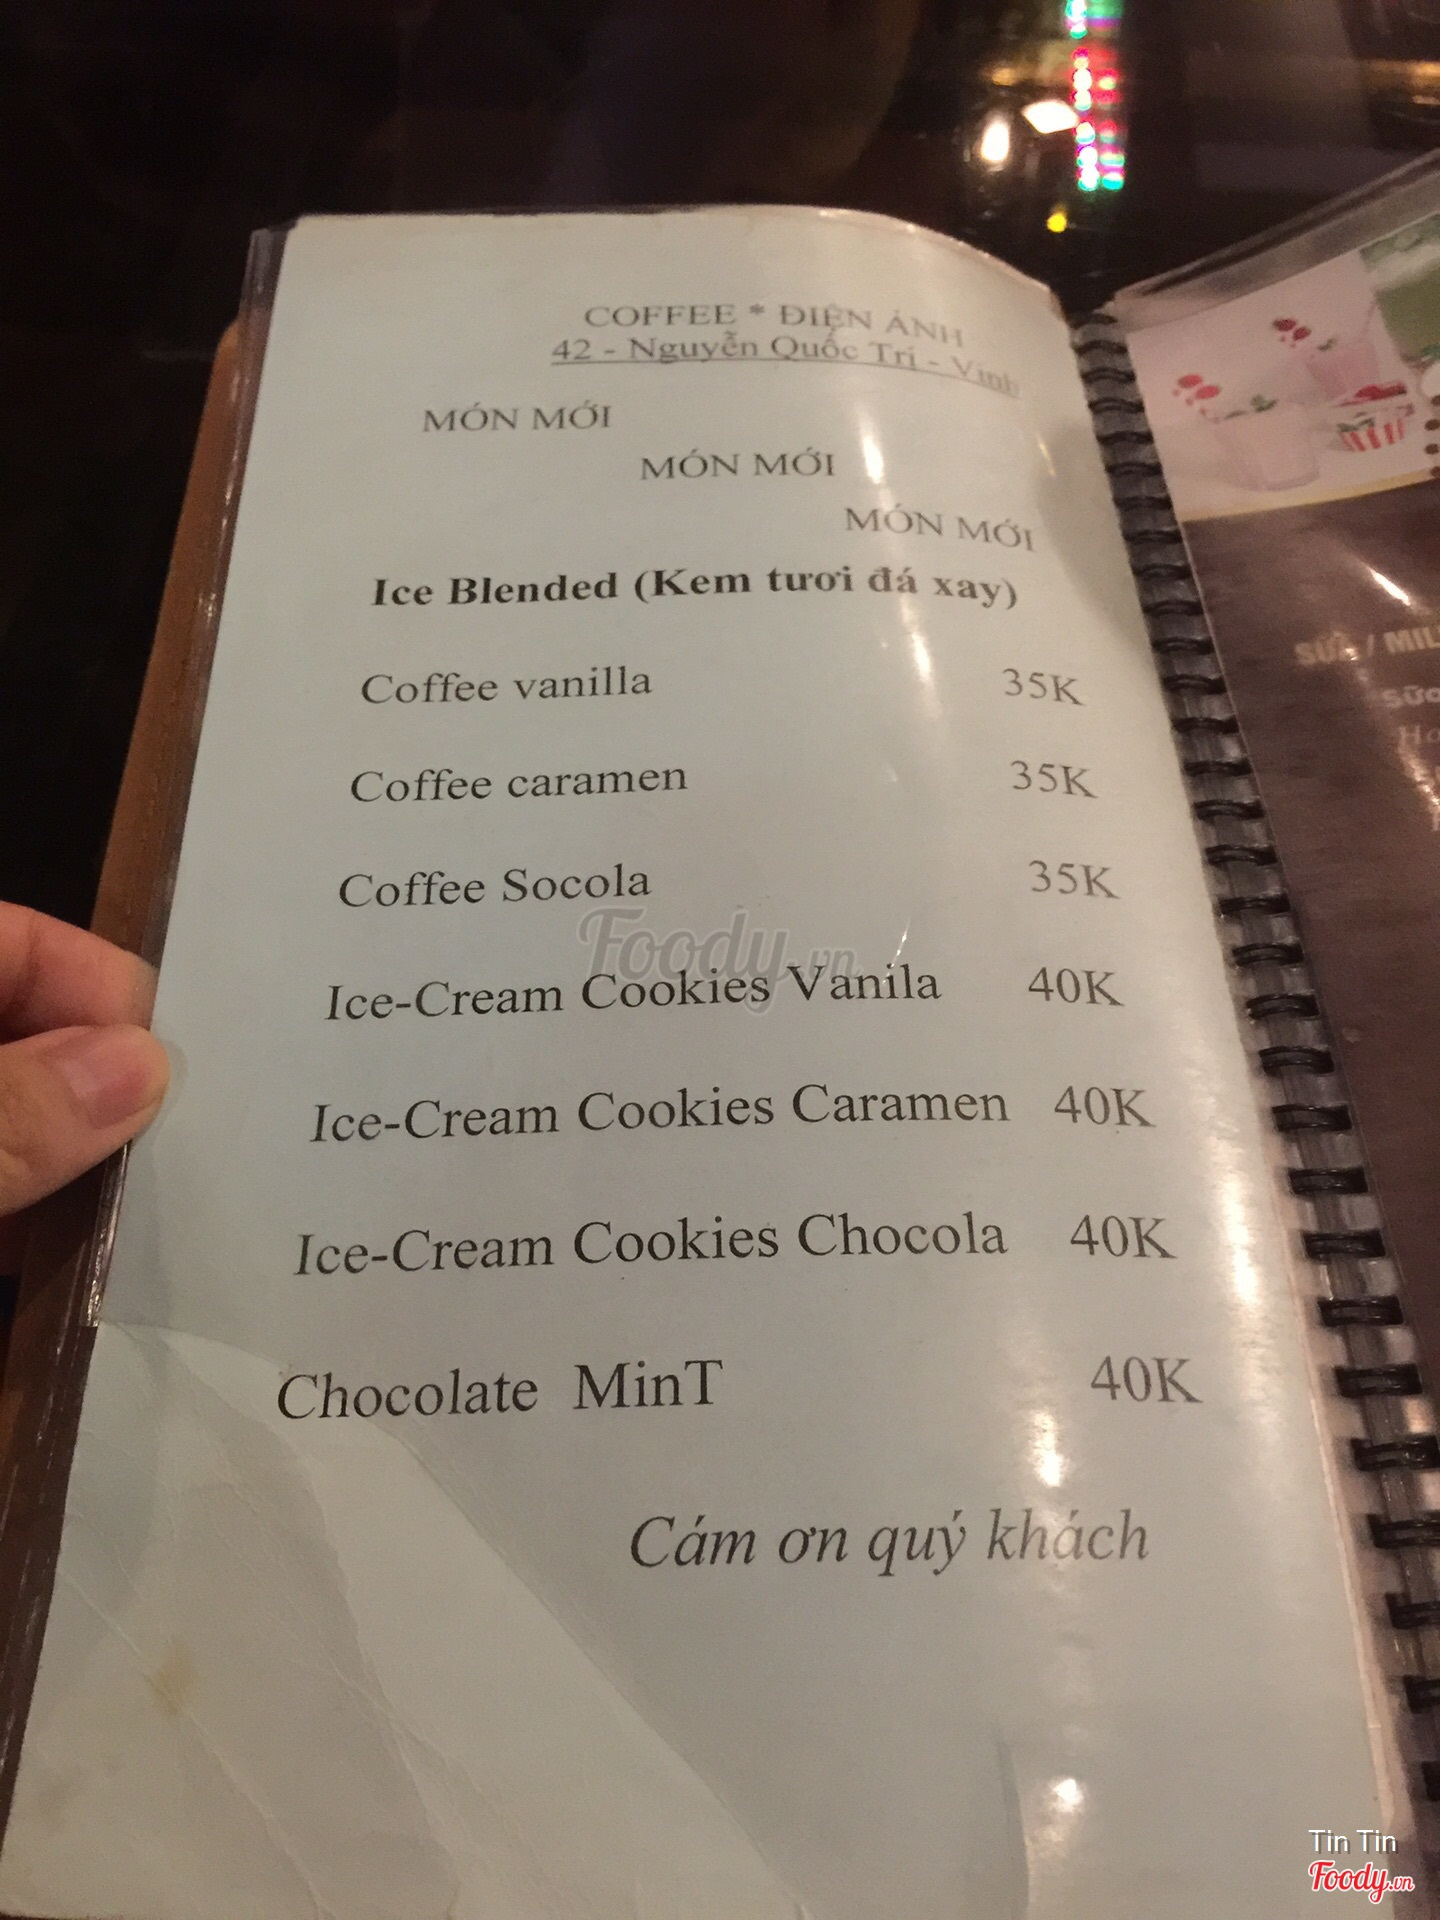 COFFEE * ĐIỆN ẢNH
42 - Nguyễn Quốc Trị - Vinh
MÓN MỚI
MÓN MỚI
MÓN MỚI
Ice Blended (Kem tươi đá xay)
Coffee vanilla 35K
Coffee caramen 35K
Coffee Socola 35K
Foody.vn
Ice-Cream Cookies Vanila 40K
Ice-Cream Cookies Caramen 40K
Ice-Cream Cookies Chocola 40K
Chocolate MinT 40K
Cám ơn quý khách
SỮA / MIL
Sữa
Tin Tin
Foody.vn